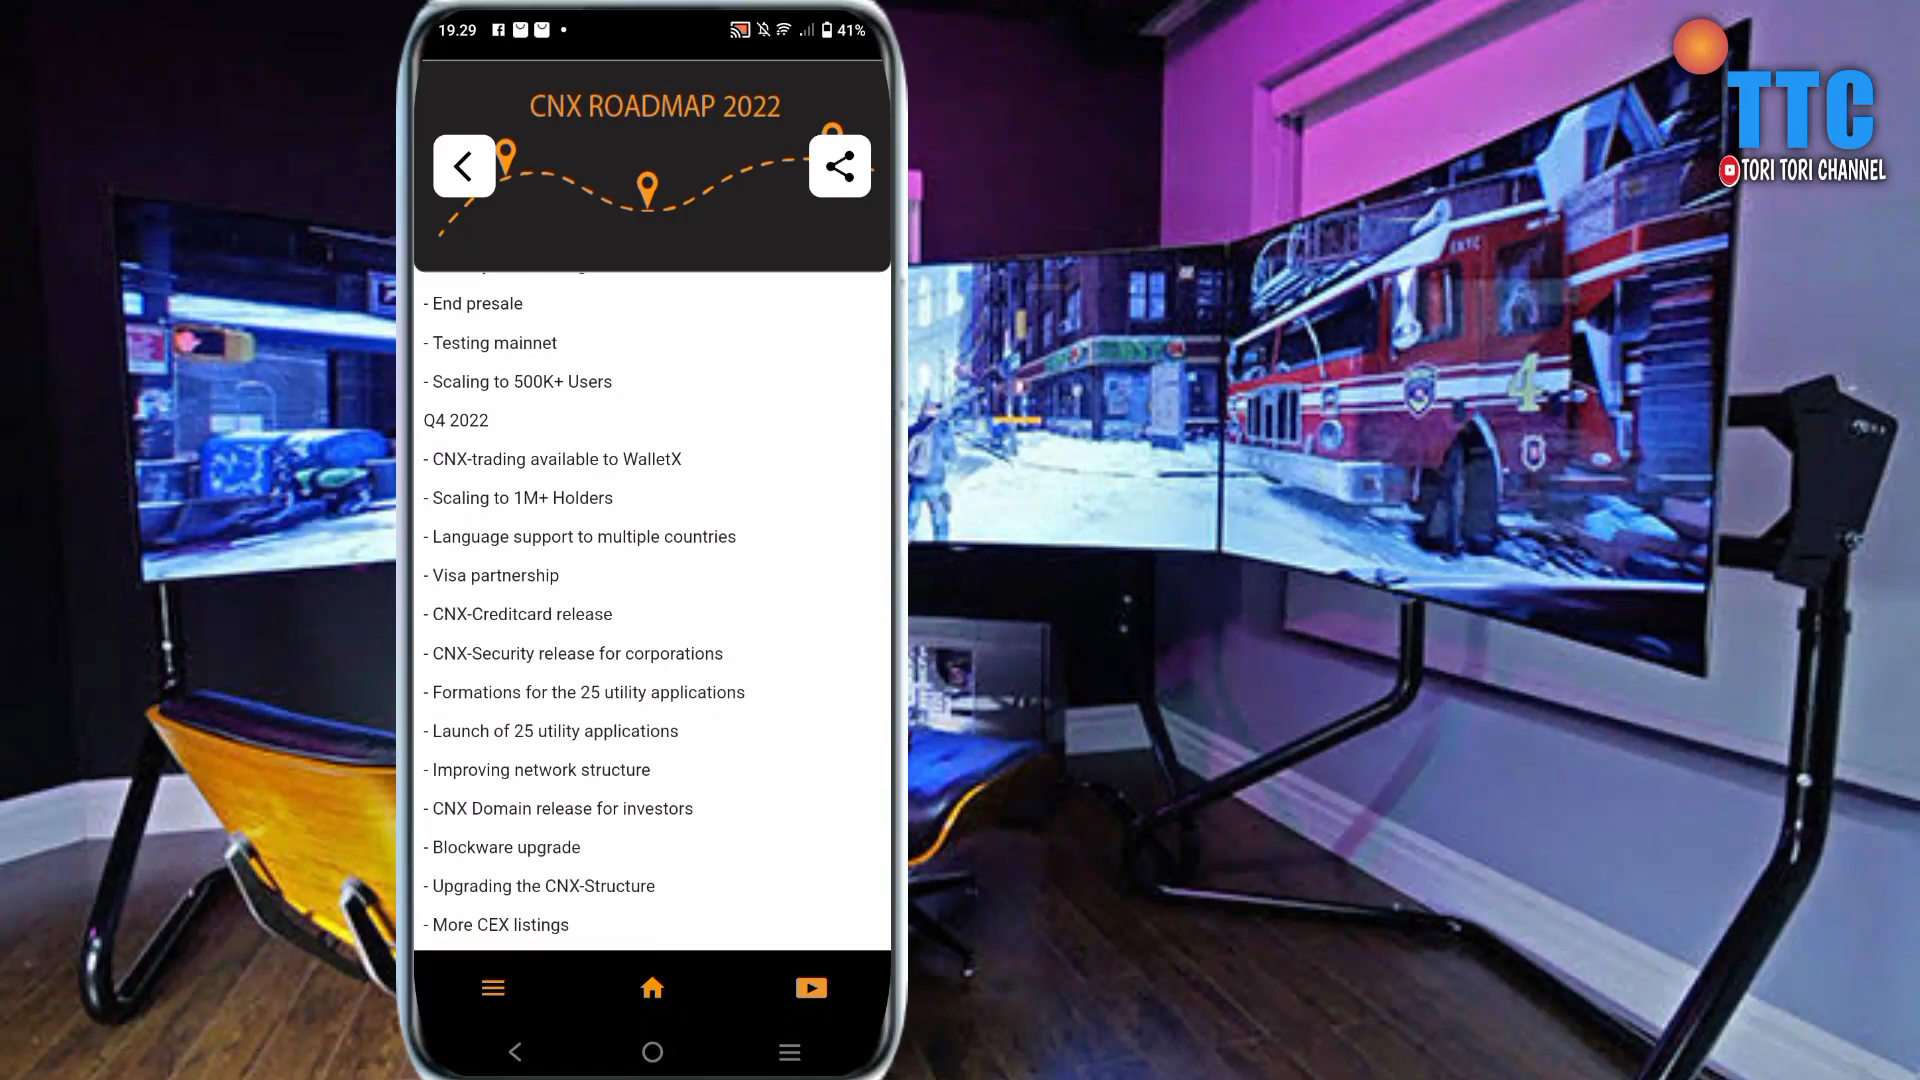 19.29
41%
CNX ROADMAP 2022
- End presale
- Testing mainnet
- Scaling to 500K+ Users
Q4 2022
- CNX-trading available to WalletX
- Scaling to 1M+ Holders
- Language support to multiple countries
- Visa partnership
- CNX-Creditcard release
- CNX-Security release for corporations
- Formations for the 25 utility applications
- Launch of 25 utility applications
- Improving network structure
- CNX Domain release for investors
- Blockware upgrade
- Upgrading the CNX-Structure
- More CEX listings
TTC
TORI TORI CHANNEL
4